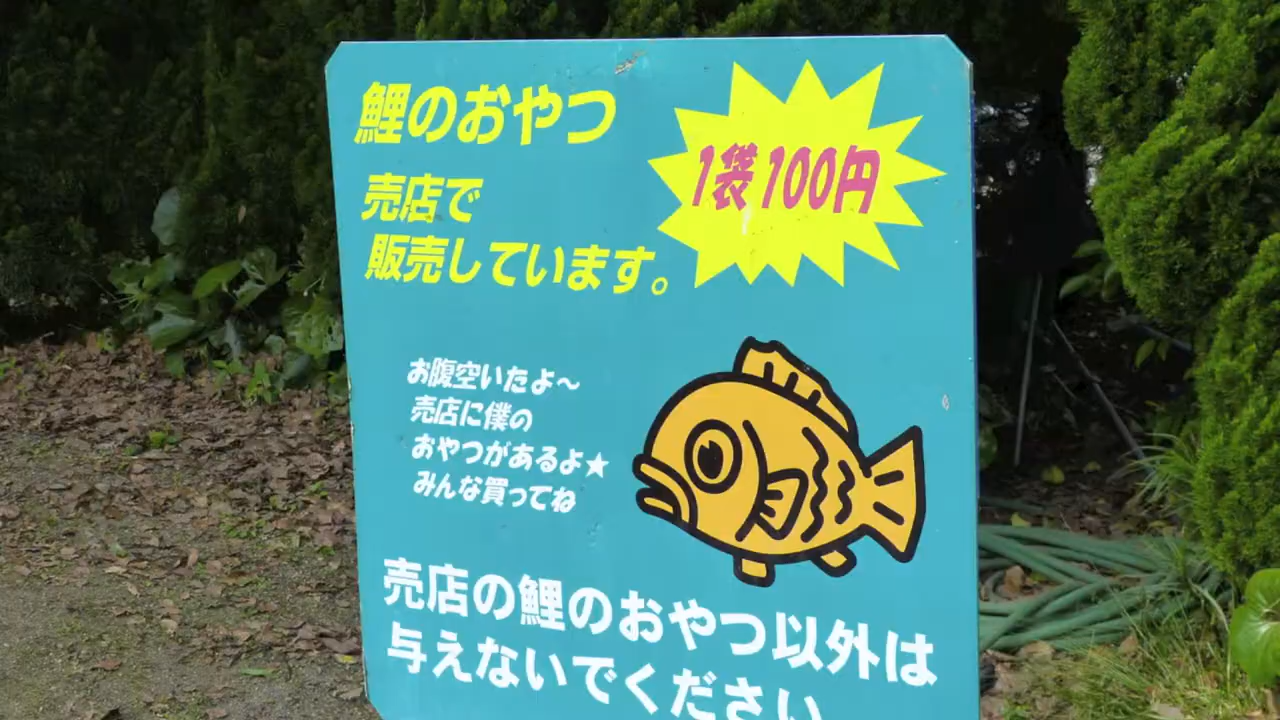 鯉のおやつ
1袋100円
売店で
販売しています。
お腹空いたよ〜
売店に僕の
おやつがあるよ★
みんな買ってね
売店の鯉のおやつ以外は
与えないでください